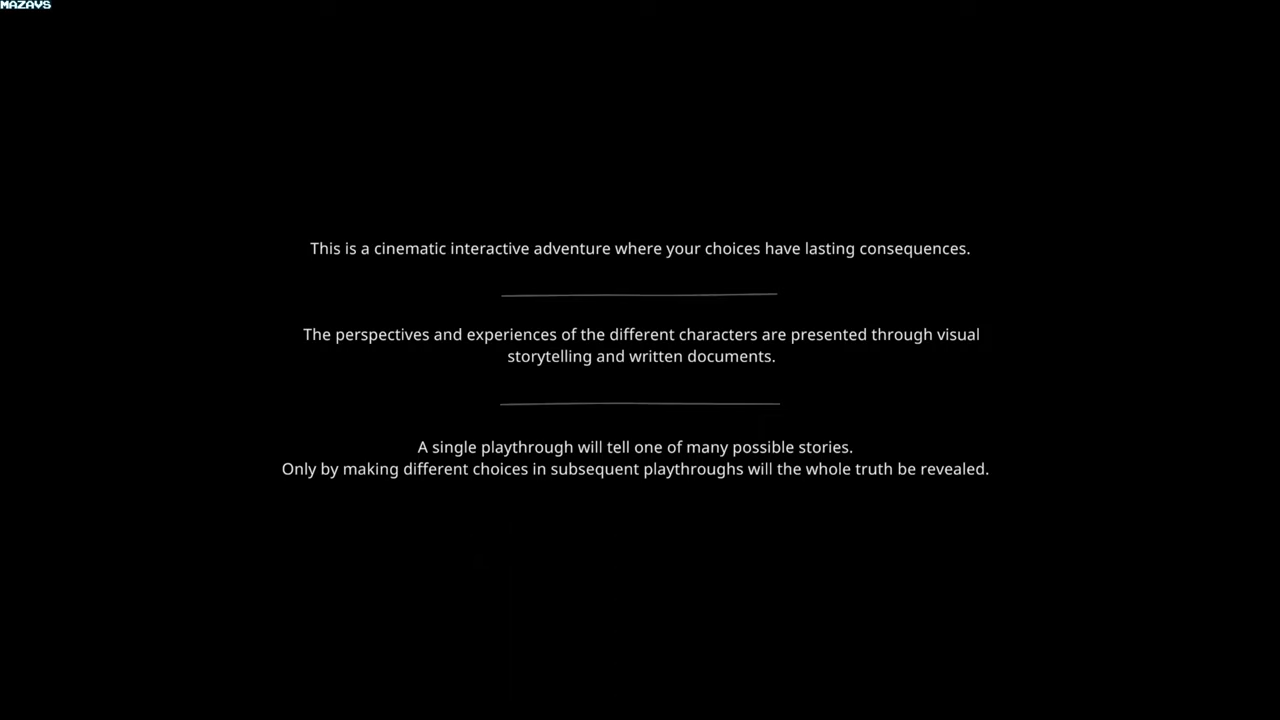 MAZAVS
This is a cinematic interactive adventure where your choices have lasting consequences.
The perspectives and experiences of the different characters are presented through visual
storytelling and written documents.
A single playthrough will tell one of many possible stories.
Only by making different choices in subsequent playthroughs will the whole truth be revealed.